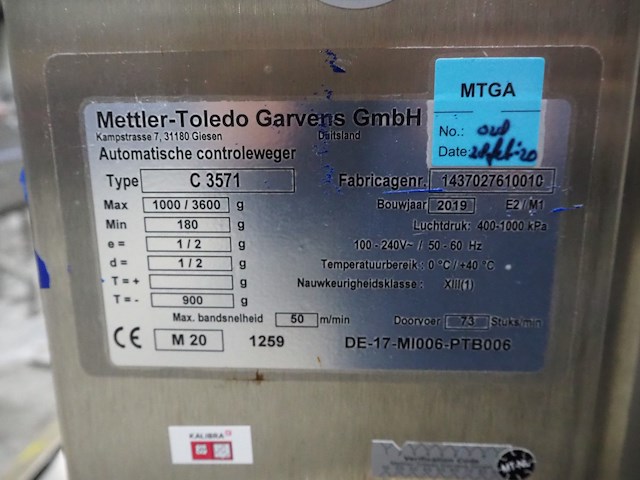 MTGA
No.:
Date:
Mettler-Toledo Garvens GmbH
Kampstrasse 7, 31180 Giesen Duitsland
Automatische controleweger
Type C 3571 Fabricagenr. 1437027610010
Max 1000 / 3600 g Bouwjaar 2019 E2 / M1
Min 180 g Luchtdruk: 400-1000 kPa
e = 1 / 2 g 100 - 240V~ / 50 - 60 Hz
d = 1 / 2 g Temperatuurbereik : 0 °C / +40 °C
T = + g Nauwkeurigheidsklasse : XIII(1)
T = - 900 g
Max. bandsnelheid 50 m/min Doorvoer 73 Stuks/min
CE M 20 1259 DE-17-MI006-PTB006
KALIBRA
Verification Code